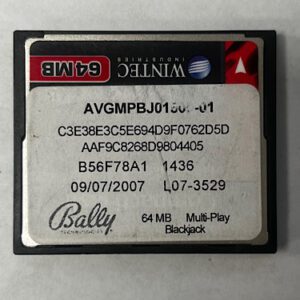 64MB
WINTEC
INDUSTRIES
C3E38E3C5E694D9F0762D5D
AAF9C8268D9804405
B56F78A1 1436
09/07/2007 L07-3529
Bally
64 MB Multi-Play
Blackjack